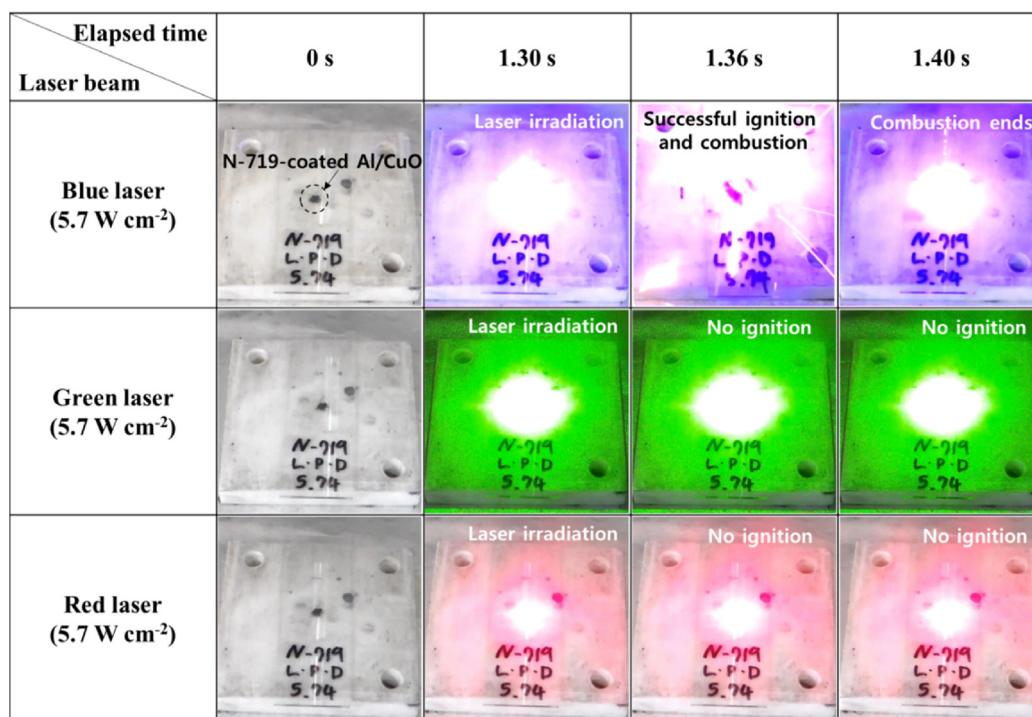 Elapsed time
Laser beam
0 s
1.30 s
1.36 s
1.40 s
Blue laser
(5.7 W cm-2)
N-719-coated Al/CuO
N-719
L.P.D
5.74
Laser irradiation
N-719
L.P.D
5.74
Successful ignition
and combustion
N-719
L.P.D
5.74
Combustion ends
N-719
L.P.D
5.74
Green laser
(5.7 W cm-2)
N-719
L.P.D
5.74
Laser irradiation
N-719
L.P.D
5.74
No ignition
N-719
L.P.D
5.74
No ignition
N-719
L.P.D
5.74
Red laser
(5.7 W cm-2)
N-719
L.P.D
5.74
Laser irradiation
N-719
L.P.D
5.74
No ignition
N-719
L.P.D
5.74
No ignition
N-719
L.P.D
5.74